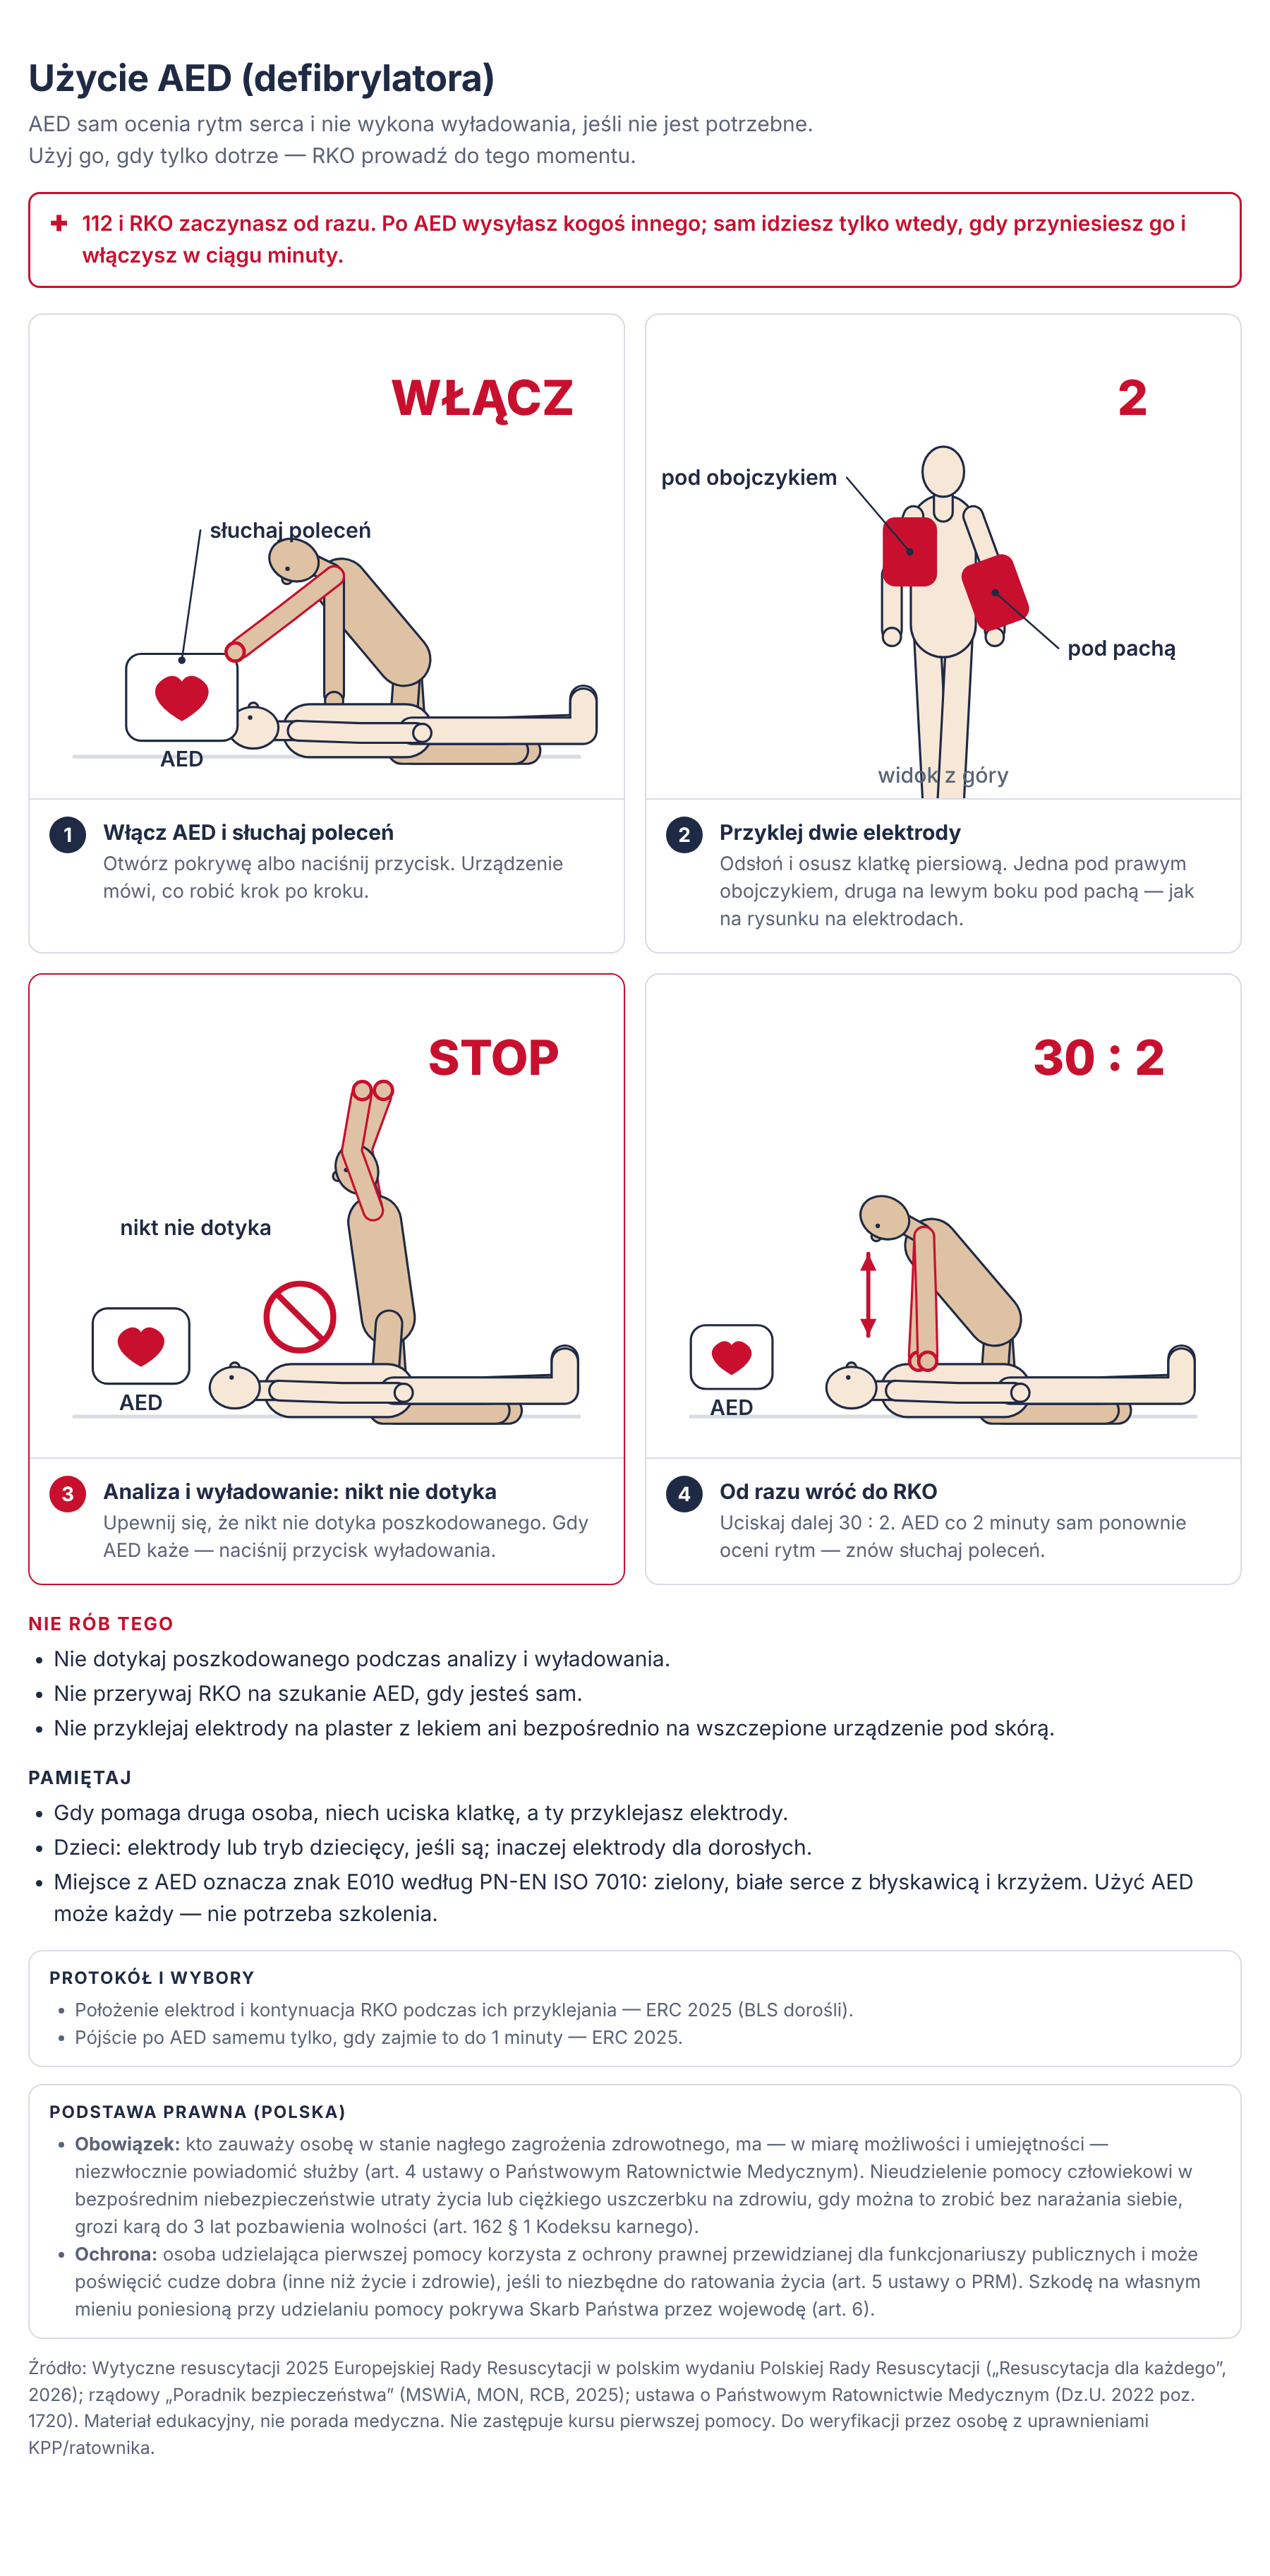 Użycie AED (defibrylatora)
AED sam ocenia rytm serca i nie wykona wyładowania, jeśli nie jest potrzebne.
Użyj go, gdy tylko dotrze — RKO prowadź do tego momentu.
112 i RKO zaczynasz od razu. Po AED wysyłasz kogoś innego; sam idziesz tylko wtedy, gdy przyniesiesz go i
włączysz w ciągu minuty.
WŁĄCZ
słuchaj poleceń
AED
1 Włącz AED i słuchaj poleceń
Otwórz pokrywę albo naciśnij przycisk. Urządzenie
mówi, co robić krok po kroku.
2
pod obojczykiem
pod pachą
widok z góry
2 Przyklej dwie elektrody
Odsłoń i osusz klatkę piersiową. Jedna pod prawym
obojczykiem, druga na lewym boku pod pachą — jak
na rysunku na elektrodach.
STOP
nikt nie dotyka
AED
3 Analiza i wyładowanie: nikt nie dotyka
Upewnij się, że nikt nie dotyka poszkodowanego. Gdy
AED każe — naciśnij przycisk wyładowania.
30 : 2
AED
4 Od razu wróć do RKO
Uciskaj dalej 30 : 2. AED co 2 minuty sam ponownie
oceni rytm — znów słuchaj poleceń.
NIE RÓB TEGO
• Nie dotykaj poszkodowanego podczas analizy i wyładowania.
• Nie przerywaj RKO na szukanie AED, gdy jesteś sam.
• Nie przyklejaj elektrody na plaster z lekiem ani bezpośrednio na wszczepione urządzenie pod skórą.
PAMIĘTAJ
• Gdy pomaga druga osoba, niech uciska klatkę, a ty przyklejasz elektrody.
• Dzieci: elektrody lub tryb dziecięcy, jeśli są; inaczej elektrody dla dorosłych.
• Miejsce z AED oznacza znak E010 według PN-EN ISO 7010: zielony, białe serce z błyskawicą i krzyżem. Użyć AED
może każdy — nie potrzeba szkolenia.
PROTOKÓŁ I WYBORY
• Położenie elektrod i kontynuacja RKO podczas ich przyklejania — ERC 2025 (BLS dorośli).
• Pójście po AED samemu tylko, gdy zajmie to do 1 minuty — ERC 2025.
PODSTAWA PRAWNA (POLSKA)
• Obowiązek: kto zauważy osobę w stanie nagłego zagrożenia zdrowotnego, ma — w miarę możliwości i umiejętności —
niezwłocznie powiadomić służby (art. 4 ustawy o Państwowym Ratownictwie Medycznym). Nieudzielenie pomocy człowiekowi w
bezpośrednim niebezpieczeństwie utraty życia lub ciężkiego uszczerbku na zdrowiu, gdy można to zrobić bez narażania siebie,
grozi karą do 3 lat pozbawienia wolności (art. 162 § 1 Kodeksu karnego).
• Ochrona: osoba udzielająca pierwszej pomocy korzysta z ochrony prawnej przewidzianej dla funkcjonariuszy publicznych i może
poświęcić cudze dobra (inne niż życie i zdrowie), jeśli to niezbędne do ratowania życia (art. 5 ustawy o PRM). Szkodę na własnym
mieniu poniesioną przy udzielaniu pomocy pokrywa Skarb Państwa przez wojewodę (art. 6).
Źródło: Wytyczne resuscytacji 2025 Europejskiej Rady Resuscytacji w polskim wydaniu Polskiej Rady Resuscytacji („Resuscytacja dla każdego”,
2026); rządowy „Poradnik bezpieczeństwa” (MSWiA, MON, RCB, 2025); ustawa o Państwowym Ratownictwie Medycznym (Dz.U. 2022 poz.
1720). Materiał edukacyjny, nie porada medyczna. Nie zastępuje kursu pierwszej pomocy. Do weryfikacji przez osobę z uprawnieniami
KPP/ratownika.